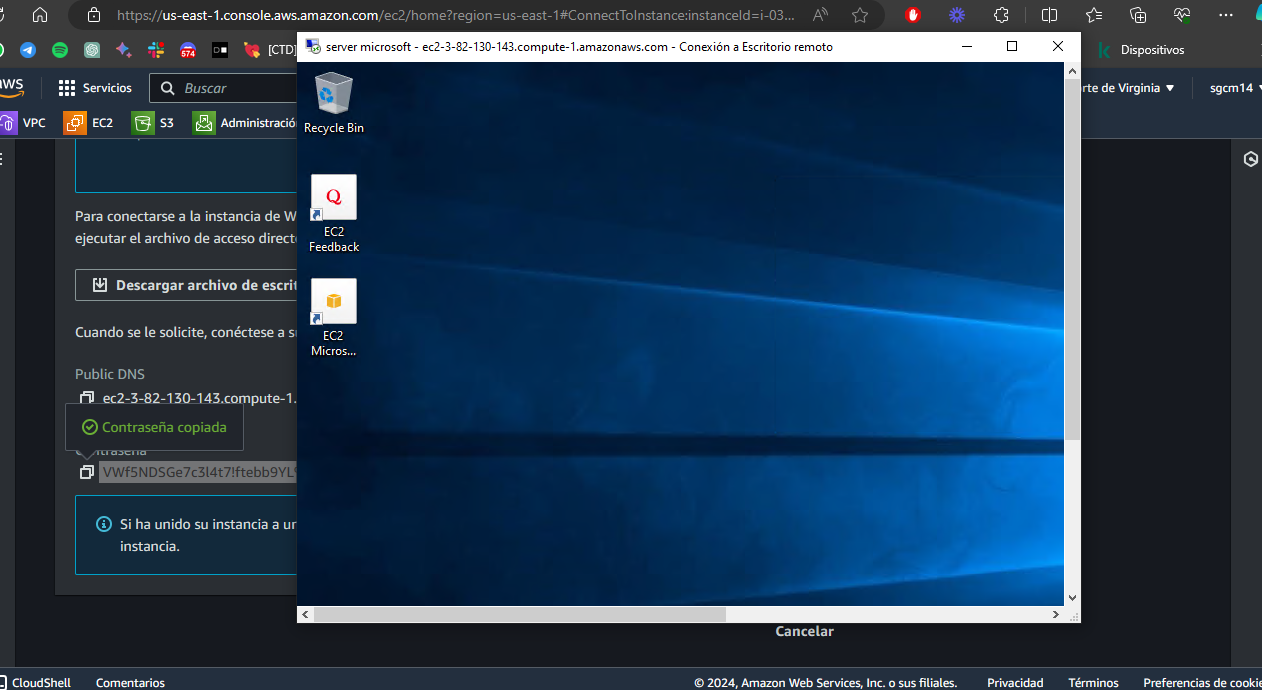 https://us-east-1.console.aws.amazon.com/ec2/home?region=us-east-1#ConnectToInstance:instanceId=i-03...
574
[CTD]
Dispositivos
server microsoft - ec2-3-82-130-143.compute-1.amazonaws.com - Conexión a Escritorio remoto
aws
Servicios
Buscar
rte de Virginia
sgcm14
VPC
EC2
S3
Administració
Recycle Bin
EC2
Feedback
EC2
Micros...
Para conectarse a la instancia de W
ejecutar el archivo de acceso direct
Descargar archivo de escrit
Cuando se le solicite, conéctese a s
Public DNS
ec2-3-82-130-143.compute-1.
Contraseña copiada
Contraseña
VWf5NDSGe7c3l4t7!ftebb9YL
Si ha unido su instancia a un
instancia.
Cancelar
CloudShell
Comentarios
© 2024, Amazon Web Services, Inc. o sus filiales.
Privacidad
Términos
Preferencias de cookie